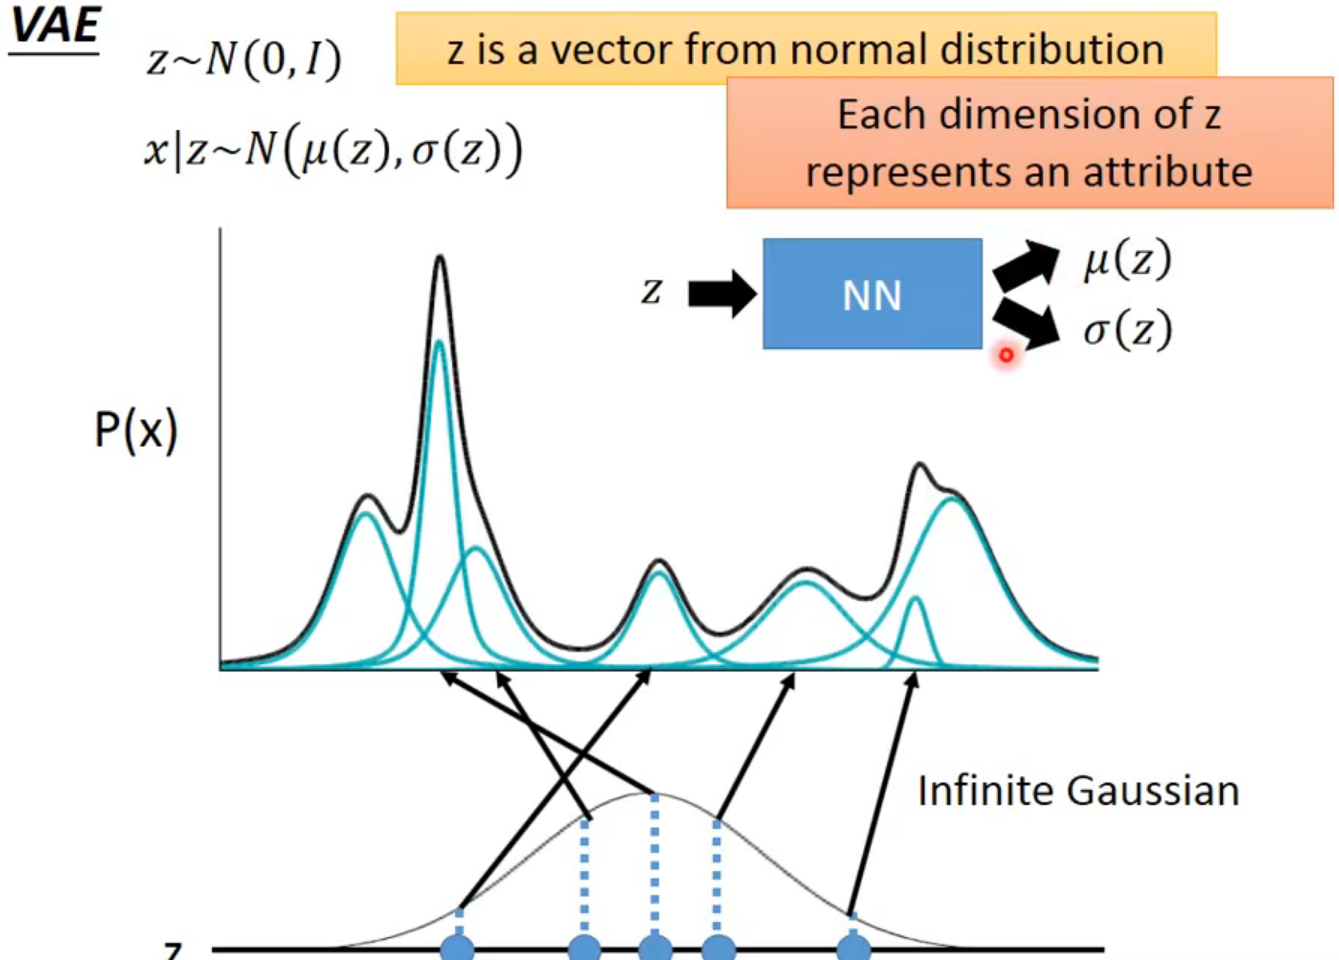 VAE
z~N(0, I)
z is a vector from normal distribution
x|z~N(μ(z), σ(z))
Each dimension of z
represents an attribute
z
NN
μ(z)
σ(z)
P(x)
Infinite Gaussian
z